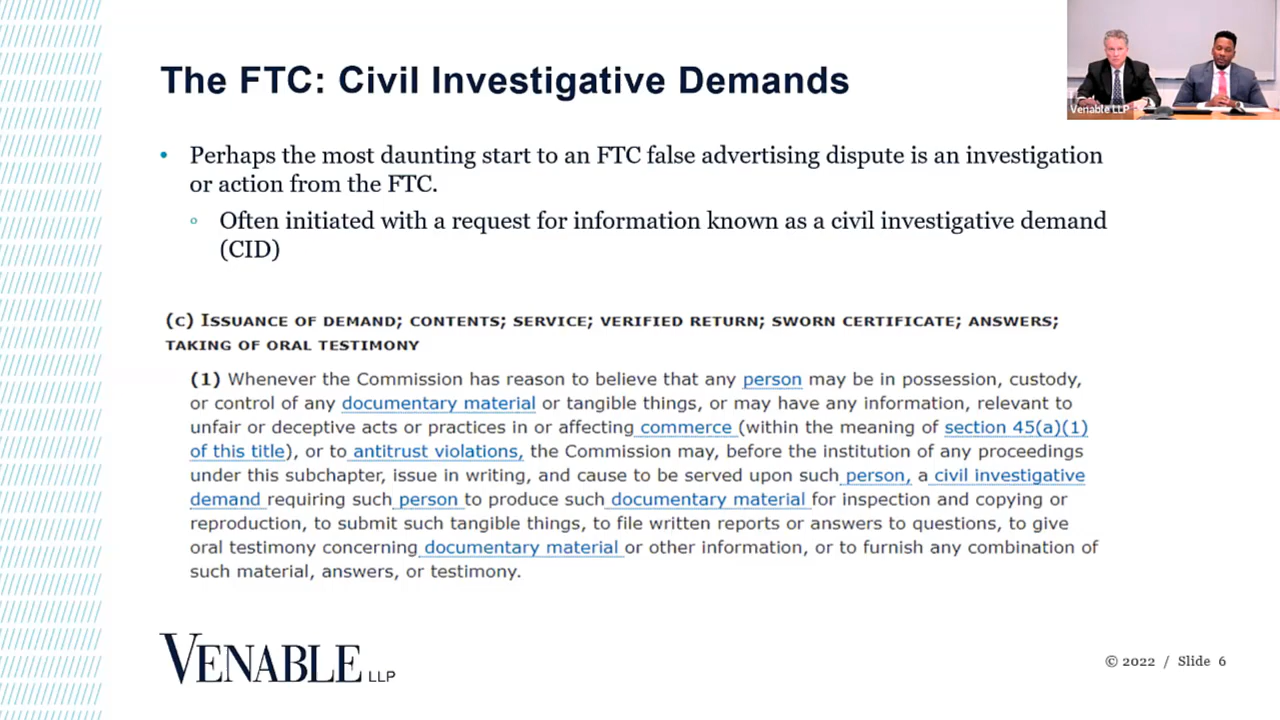 The FTC: Civil Investigative Demands
Venable LLP
• Perhaps the most daunting start to an FTC false advertising dispute is an investigation
or action from the FTC.
◦ Often initiated with a request for information known as a civil investigative demand
(CID)
(c) Issuance of demand; contents; service; verified return; sworn certificate; answers;
taking of oral testimony
(1) Whenever the Commission has reason to believe that any person may be in possession, custody,
or control of any documentary material or tangible things, or may have any information, relevant to
unfair or deceptive acts or practices in or affecting commerce (within the meaning of section 45(a)(1)
of this title), or to antitrust violations, the Commission may, before the institution of any proceedings
under this subchapter, issue in writing, and cause to be served upon such person, a civil investigative
demand requiring such person to produce such documentary material for inspection and copying or
reproduction, to submit such tangible things, to file written reports or answers to questions, to give
oral testimony concerning documentary material or other information, or to furnish any combination of
such material, answers, or testimony.
VENABLE LLP
© 2022 / Slide 6